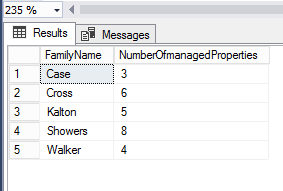 235 %
Results Messages
FamilyName NumberOfmanagedProperties
1 Case 3
2 Cross 6
3 Kalton 5
4 Showers 8
5 Walker 4